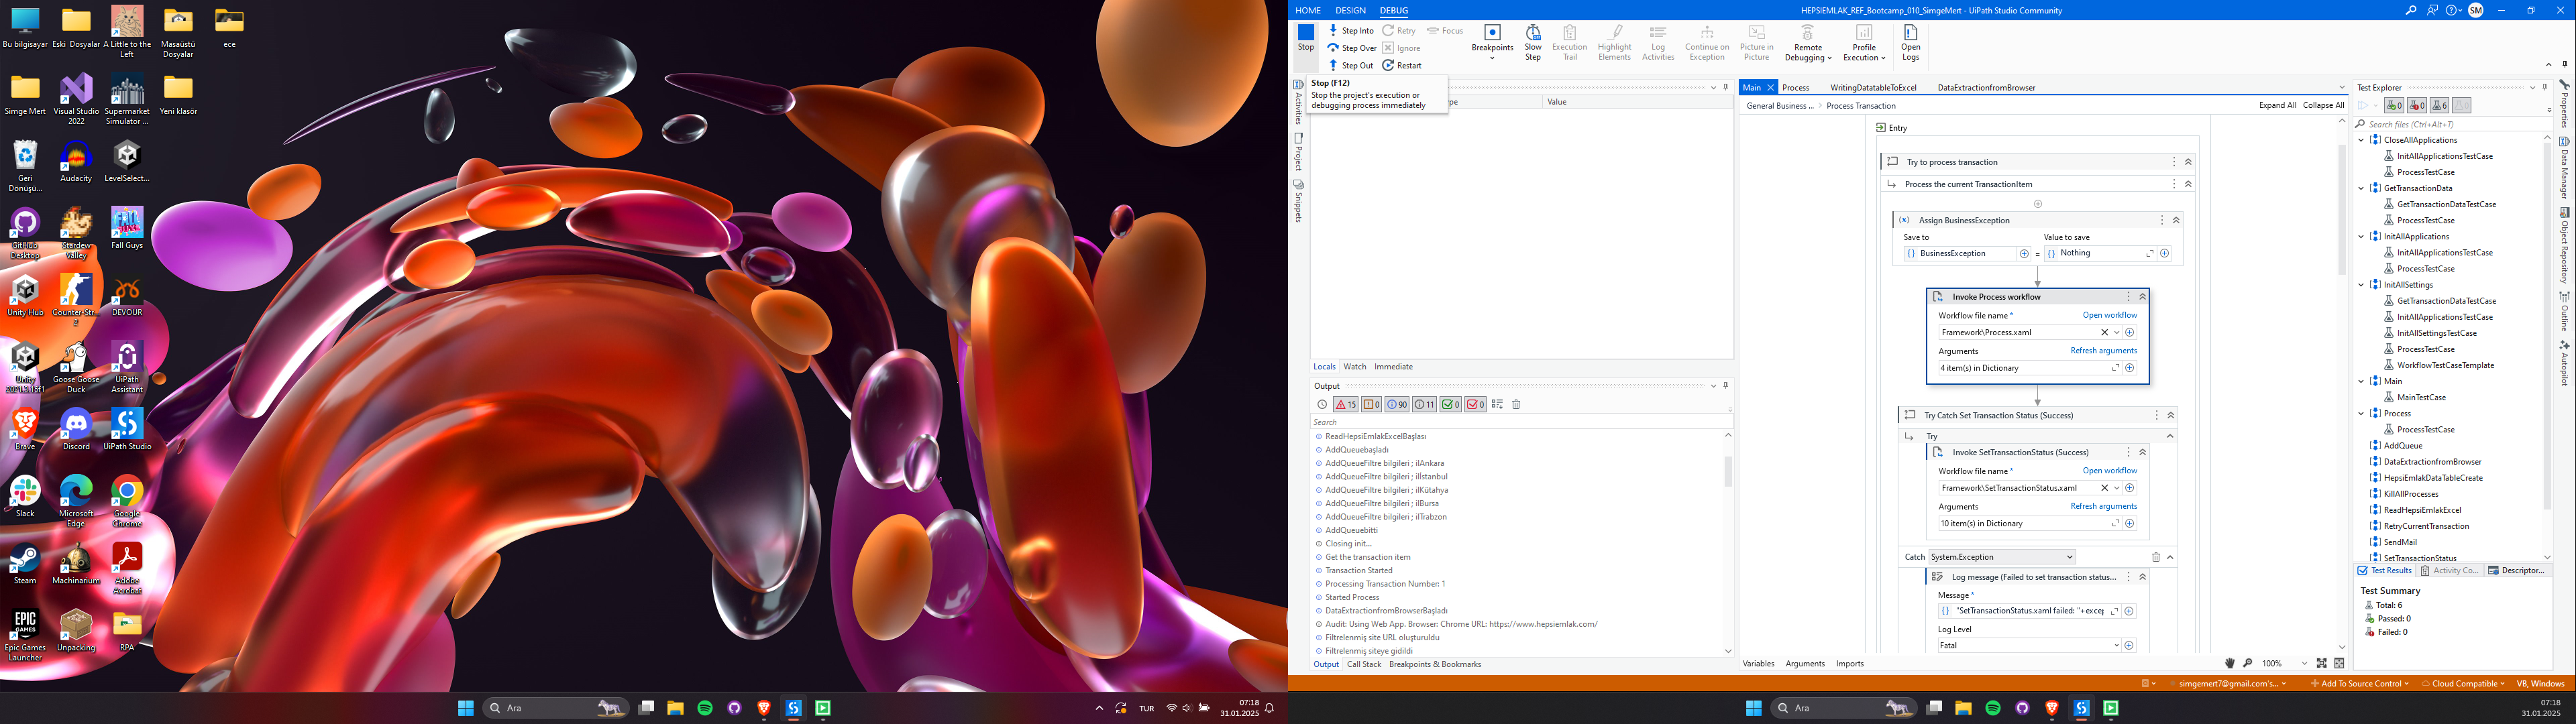 Bu bilgisayar
Eski Dosyalar
A Little to the Left
Masaüstü Dosyalar
ece
Simge Mert
Visual Studio 2022
Supermarket Simulator ...
Yeni klasör
Geri Dönüşü...
Audacity
LevelSelect...
GitHub Desktop
Stardew Valley
Fall Guys
Unity Hub
Counter-Str... 2
DEVOUR
Unity
Goose Goose Duck
UiPath Assistant
Brave
Discord
UiPath Studio
Slack
Microsoft Edge
Google Chrome
Steam
Machinarium
Adobe Acrobat
Epic Games Launcher
Unpacking
RPA
Ara
TUR
07:18
31.01.2025
HOME DESIGN DEBUG
HEPSIEMLAK_REF_Bootcamp_010_SimgeMert - UiPath Studio Community
SM
Stop
Step Into
Step Over
Step Out
Retry
Ignore
Restart
Focus
Breakpoints
Slow Step
Execution Trail
Highlight Elements
Log Activities
Continue on Exception
Picture in Picture
Remote Debugging
Profile Execution
Open Logs
Stop (F12)
Stop the project's execution or
debugging process immediately
Value
Activities
Project
Snippets
Locals Watch Immediate
Output
15 0 90 11 0 0
Search
ReadHepsiEmlakExcelBaşlası
AddQueuebaşladı
AddQueueFiltre bilgileri ; ilAnkara
AddQueueFiltre bilgileri ; ilİstanbul
AddQueueFiltre bilgileri ; ilKütahya
AddQueueFiltre bilgileri ; ilBursa
AddQueueFiltre bilgileri ; ilTrabzon
AddQueuebitti
Closing init...
Get the transaction item
Transaction Started
Processing Transaction Number: 1
Started Process
DataExtractionfromBrowserBaşladı
Audit: Using Web App. Browser: Chrome URL: https://www.hepsiemlak.com/
Filtrelenmiş site URL oluşturuldu
Filtrelenmiş siteye gidildi
Output Call Stack Breakpoints & Bookmarks
Main Process WritingDatatableToExcel DataExtractionfromBrowser
General Business ... Process Transaction
Expand All Collapse All
Entry
Try to process transaction
Process the current TransactionItem
Assign BusinessException
Save to
Value to save
BusinessException
=
Nothing
Invoke Process workflow
Workflow file name * Open workflow
Framework\Process.xaml
Arguments Refresh arguments
4 item(s) in Dictionary
Try Catch Set Transaction Status (Success)
Try
Invoke SetTransactionStatus (Success)
Workflow file name * Open workflow
Framework\SetTransactionStatus.xaml
Arguments Refresh arguments
10 item(s) in Dictionary
Catch System.Exception
Log message (Failed to set transaction status...
Message *
"SetTransactionStatus.xaml failed: "+excep
Log Level
Fatal
Variables Arguments Imports
100%
Test Explorer
0 0 6
Search files (Ctrl+Alt+T)
CloseAllApplications
InitAllApplicationsTestCase
ProcessTestCase
GetTransactionData
GetTransactionDataTestCase
ProcessTestCase
InitAllApplications
InitAllApplicationsTestCase
ProcessTestCase
InitAllSettings
GetTransactionDataTestCase
InitAllApplicationsTestCase
InitAllSettingsTestCase
ProcessTestCase
WorkflowTestCaseTemplate
Main
MainTestCase
Process
ProcessTestCase
AddQueue
DataExtractionfromBrowser
HepsiEmlakDataTableCreate
KillAllProcesses
ReadHepsiEmlakExcel
RetryCurrentTransaction
SendMail
SetTransactionStatus
Test Results Activity Co... Descriptor...
Test Summary
Total: 6
Passed: 0
Failed: 0
Properties
Data Manager
Object Repository
Outline
Autopilot
simgemert7@gmail.com's...
Add To Source Control
Cloud Compatible
VB, Windows
Ara
07:18
31.01.2025